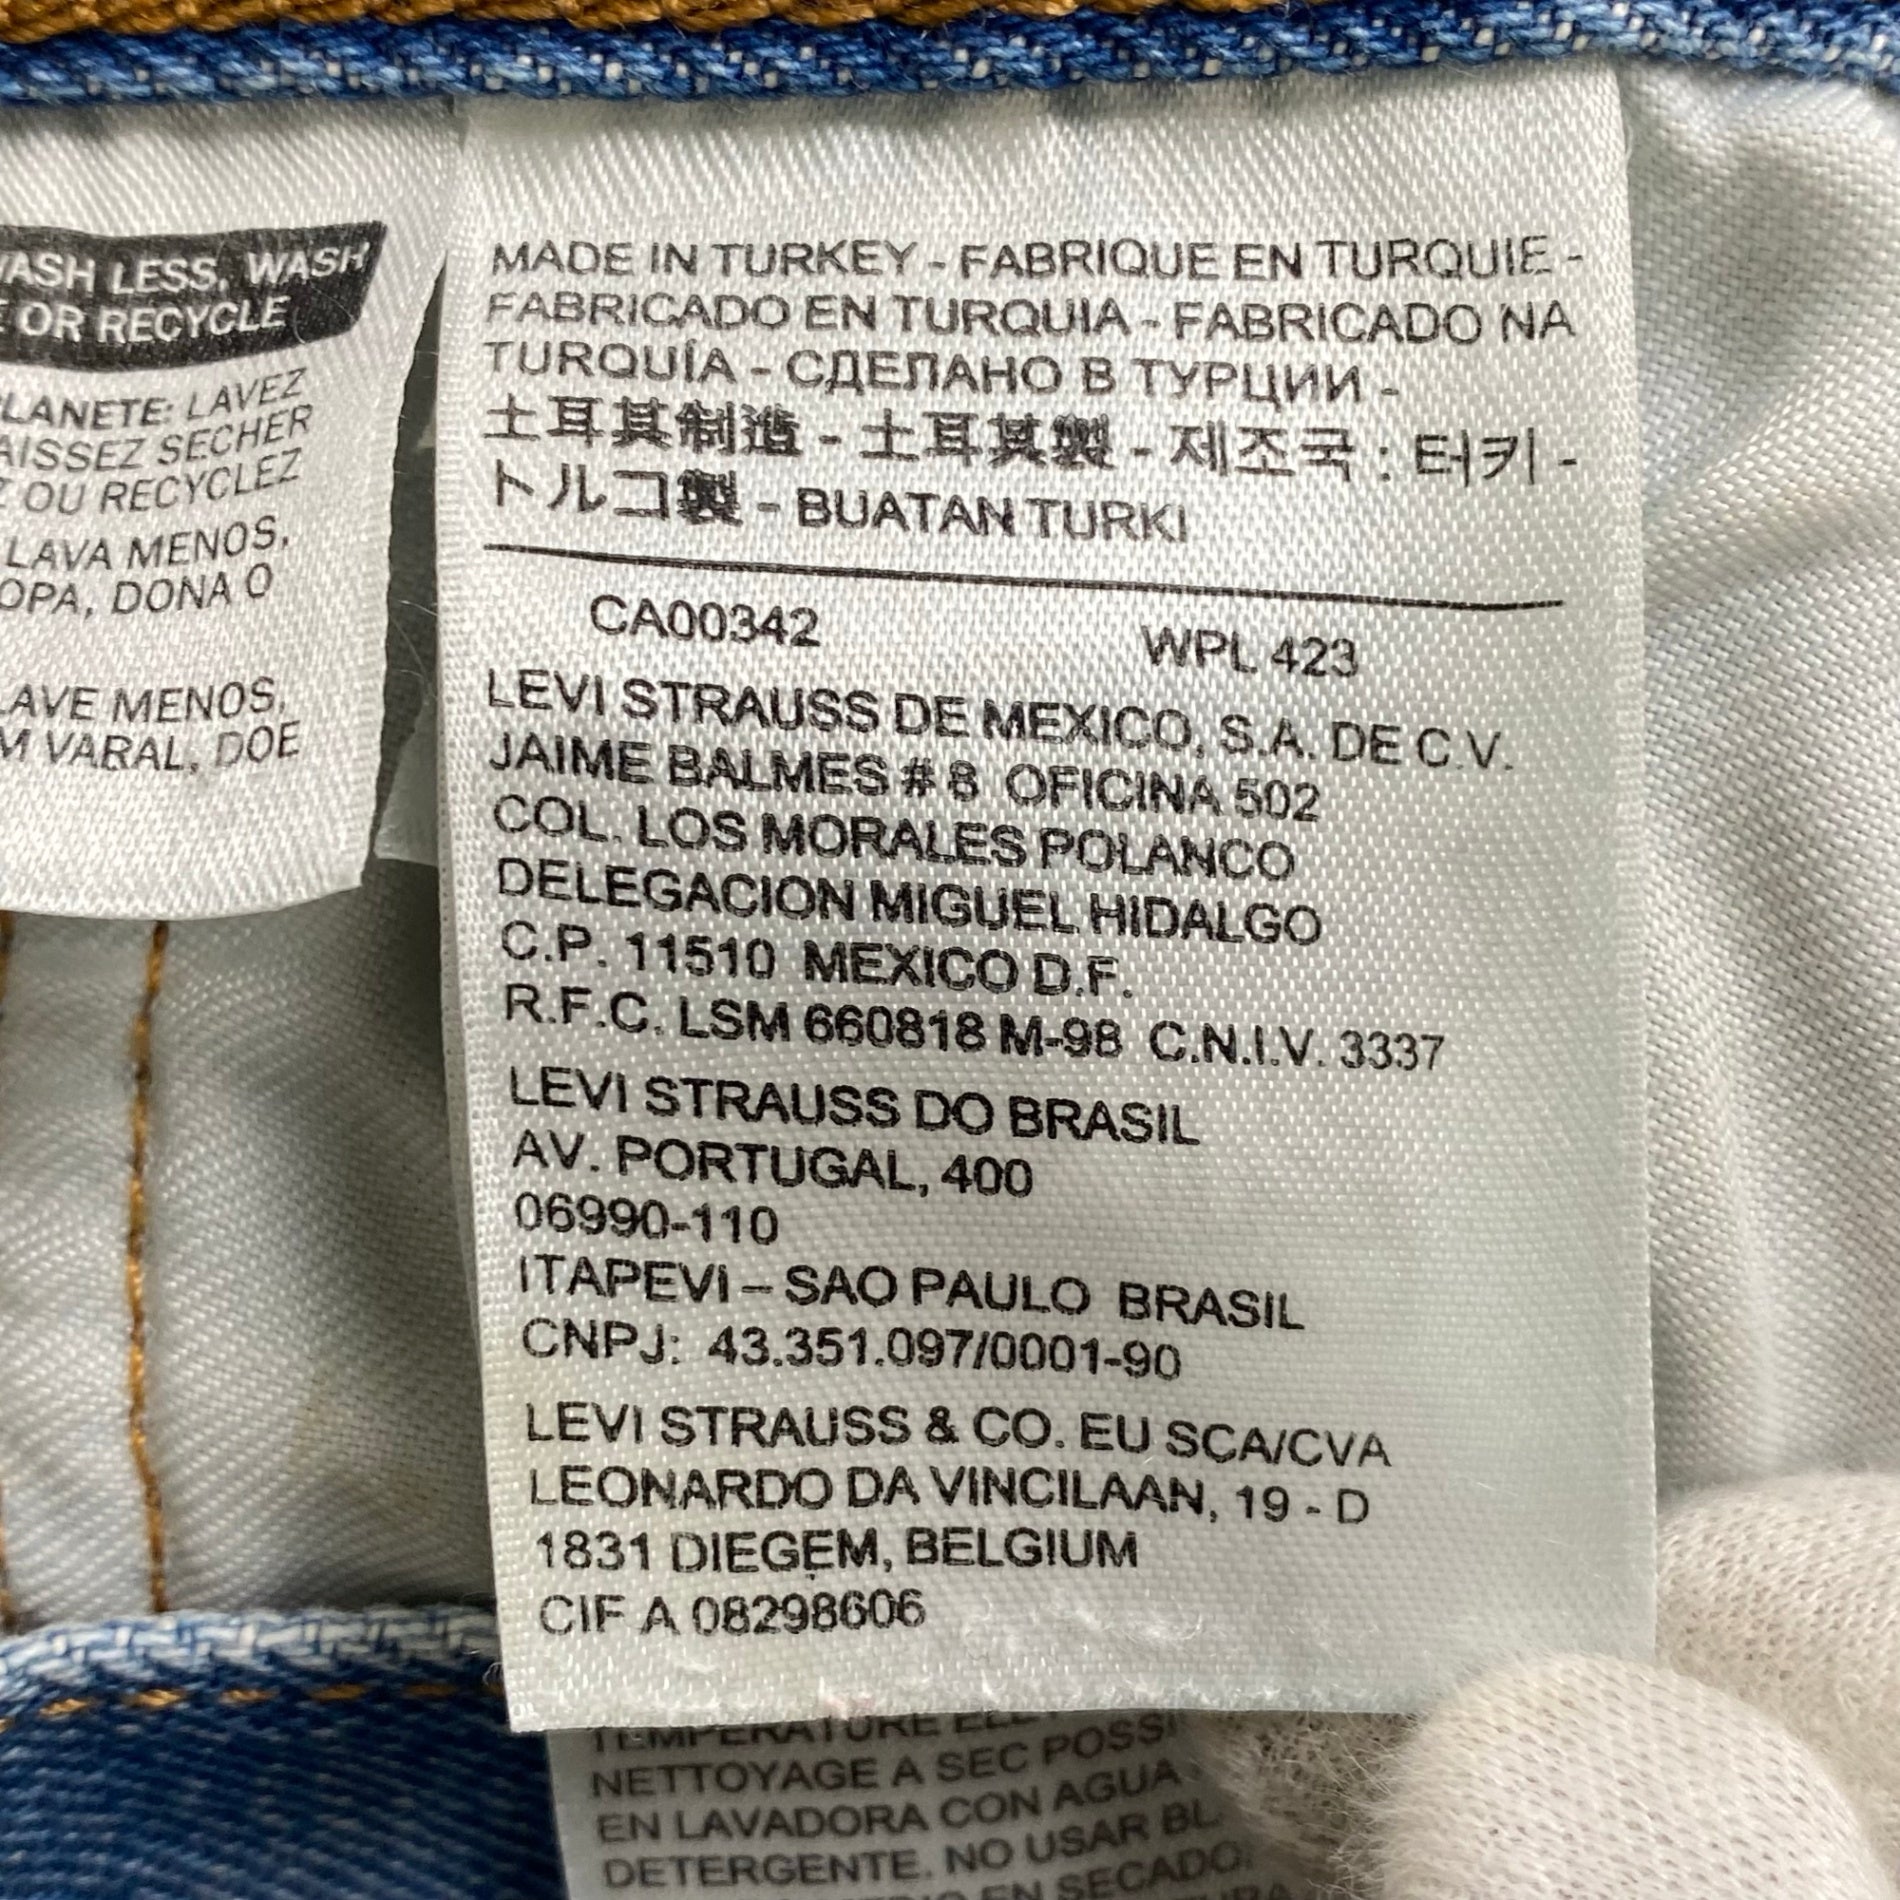 WASH LESS, WASH
OR RECYCLE
LAVEZ
SECHER
OU RECYCLEZ
LAVA MENOS,
DONA O
LAVE MENOS,
VARAL, DOE
MADE IN TURKEY - FABRIQUE EN TURQUIE -
FABRICADO EN TURQUIA - FABRICADO NA
TURQUÍA - СДЕЛАНО В ТУРЦИИ -
土耳其制造 - 土耳其製 - 제조국 : 터키 -
トルコ製 - BUATAN TURKI
CA00342 WPL 423
LEVI STRAUSS DE MEXICO, S.A. DE C.V.
JAIME BALMES # 8 OFICINA 502
COL. LOS MORALES POLANCO
DELEGACION MIGUEL HIDALGO
C.P. 11510 MEXICO D.F.
R.F.C. LSM 660818 M-98 C.N.I.V. 3337
LEVI STRAUSS DO BRASIL
AV. PORTUGAL, 400
06990-110
ITAPEVI – SAO PAULO BRASIL
CNPJ: 43.351.097/0001-90
LEVI STRAUSS & CO. EU SCA/CVA
LEONARDO DA VINCILAAN, 19 - D
1831 DIEGEM, BELGIUM
CIF A 08298606
TEMPERATURE
NETTOYAGE A SEC
EN LAVADORA CON AGUA
DETERGENTE. NO USAR
EN SECADO.